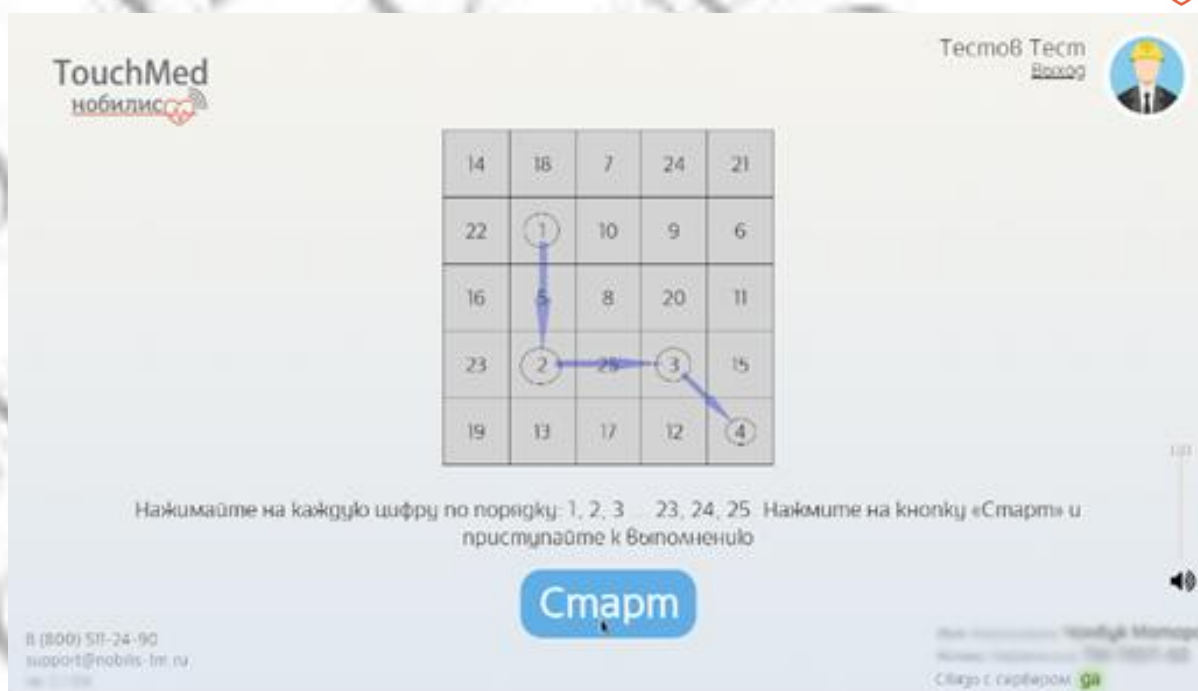 TouchMed
нобилис
Тестов Тест
Выход
14 18 7 24 21
22 1 10 9 6
16 5 8 20 11
23 2 25 3 15
19 13 17 12 4
Нажимайте на каждую цифру по порядку: 1, 2, 3 ... 23, 24, 25 Нажмите на кнопку «Старт» и
приступайте к выполнению
Старт
8 (800) 511-24-90
support@nobilis-tm.ru
Связь с сервером: да